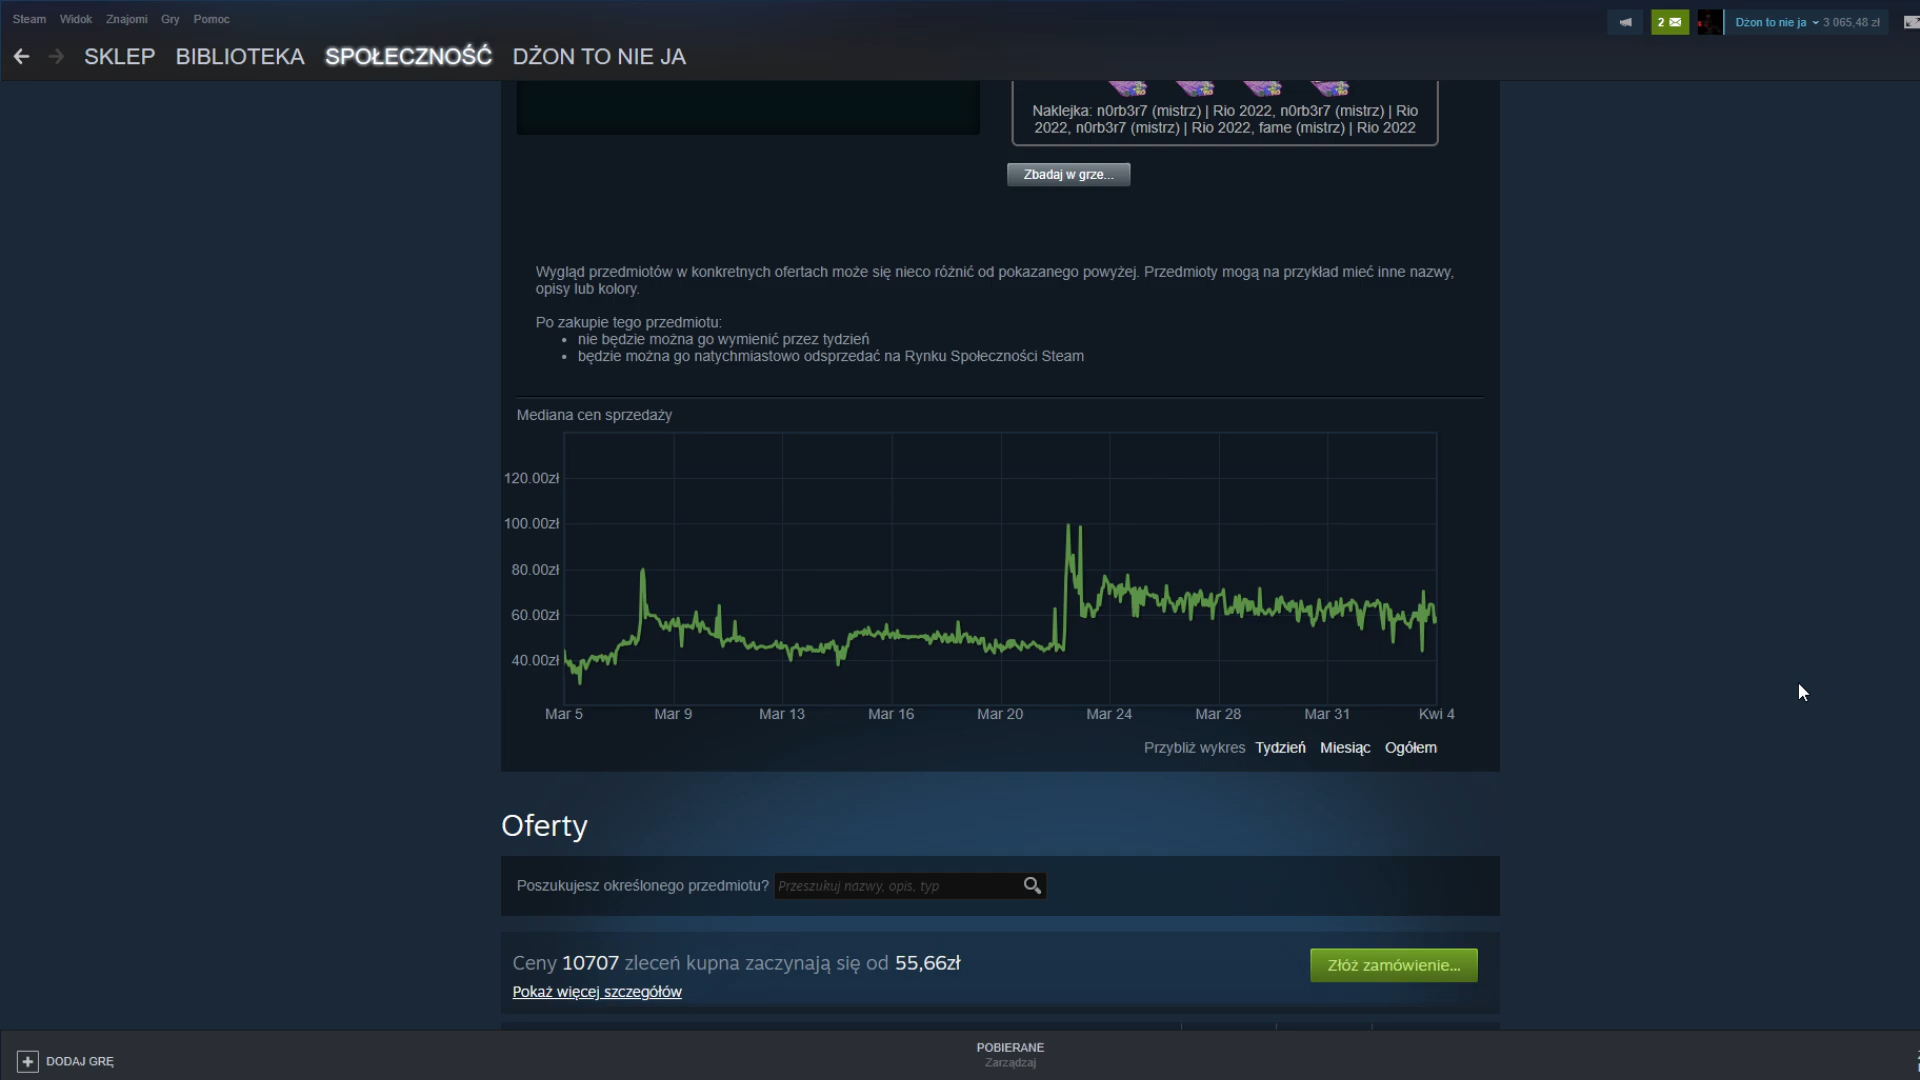 Steam Widok Znajomi Gry Pomoc
2
Dżon to nie ja 3 065,48 zł
SKLEP BIBLIOTEKA SPOŁECZNOŚĆ DŻON TO NIE JA
Naklejka: n0rb3r7 (mistrz) | Rio 2022, n0rb3r7 (mistrz) | Rio
2022, n0rb3r7 (mistrz) | Rio 2022, fame (mistrz) | Rio 2022
Zbadaj w grze...
Wygląd przedmiotów w konkretnych ofertach może się nieco różnić od pokazanego powyżej. Przedmioty mogą na przykład mieć inne nazwy,
opisy lub kolory.
Po zakupie tego przedmiotu:
• nie będzie można go wymienić przez tydzień
• będzie można go natychmiastowo odsprzedać na Rynku Społeczności Steam
Mediana cen sprzedaży
120.00zł
100.00zł
80.00zł
60.00zł
40.00zł
Mar 5 Mar 9 Mar 13 Mar 16 Mar 20 Mar 24 Mar 28 Mar 31 Kwi 4
Przybliż wykres Tydzień Miesiąc Ogółem
Oferty
Poszukujesz określonego przedmiotu? Przeszukuj nazwy, opis, typ
Ceny 10707 zleceń kupna zaczynają się od 55,66zł
Złóż zamówienie...
Pokaż więcej szczegółów
POBIERANE
Zarządzaj
DODAJ GRĘ